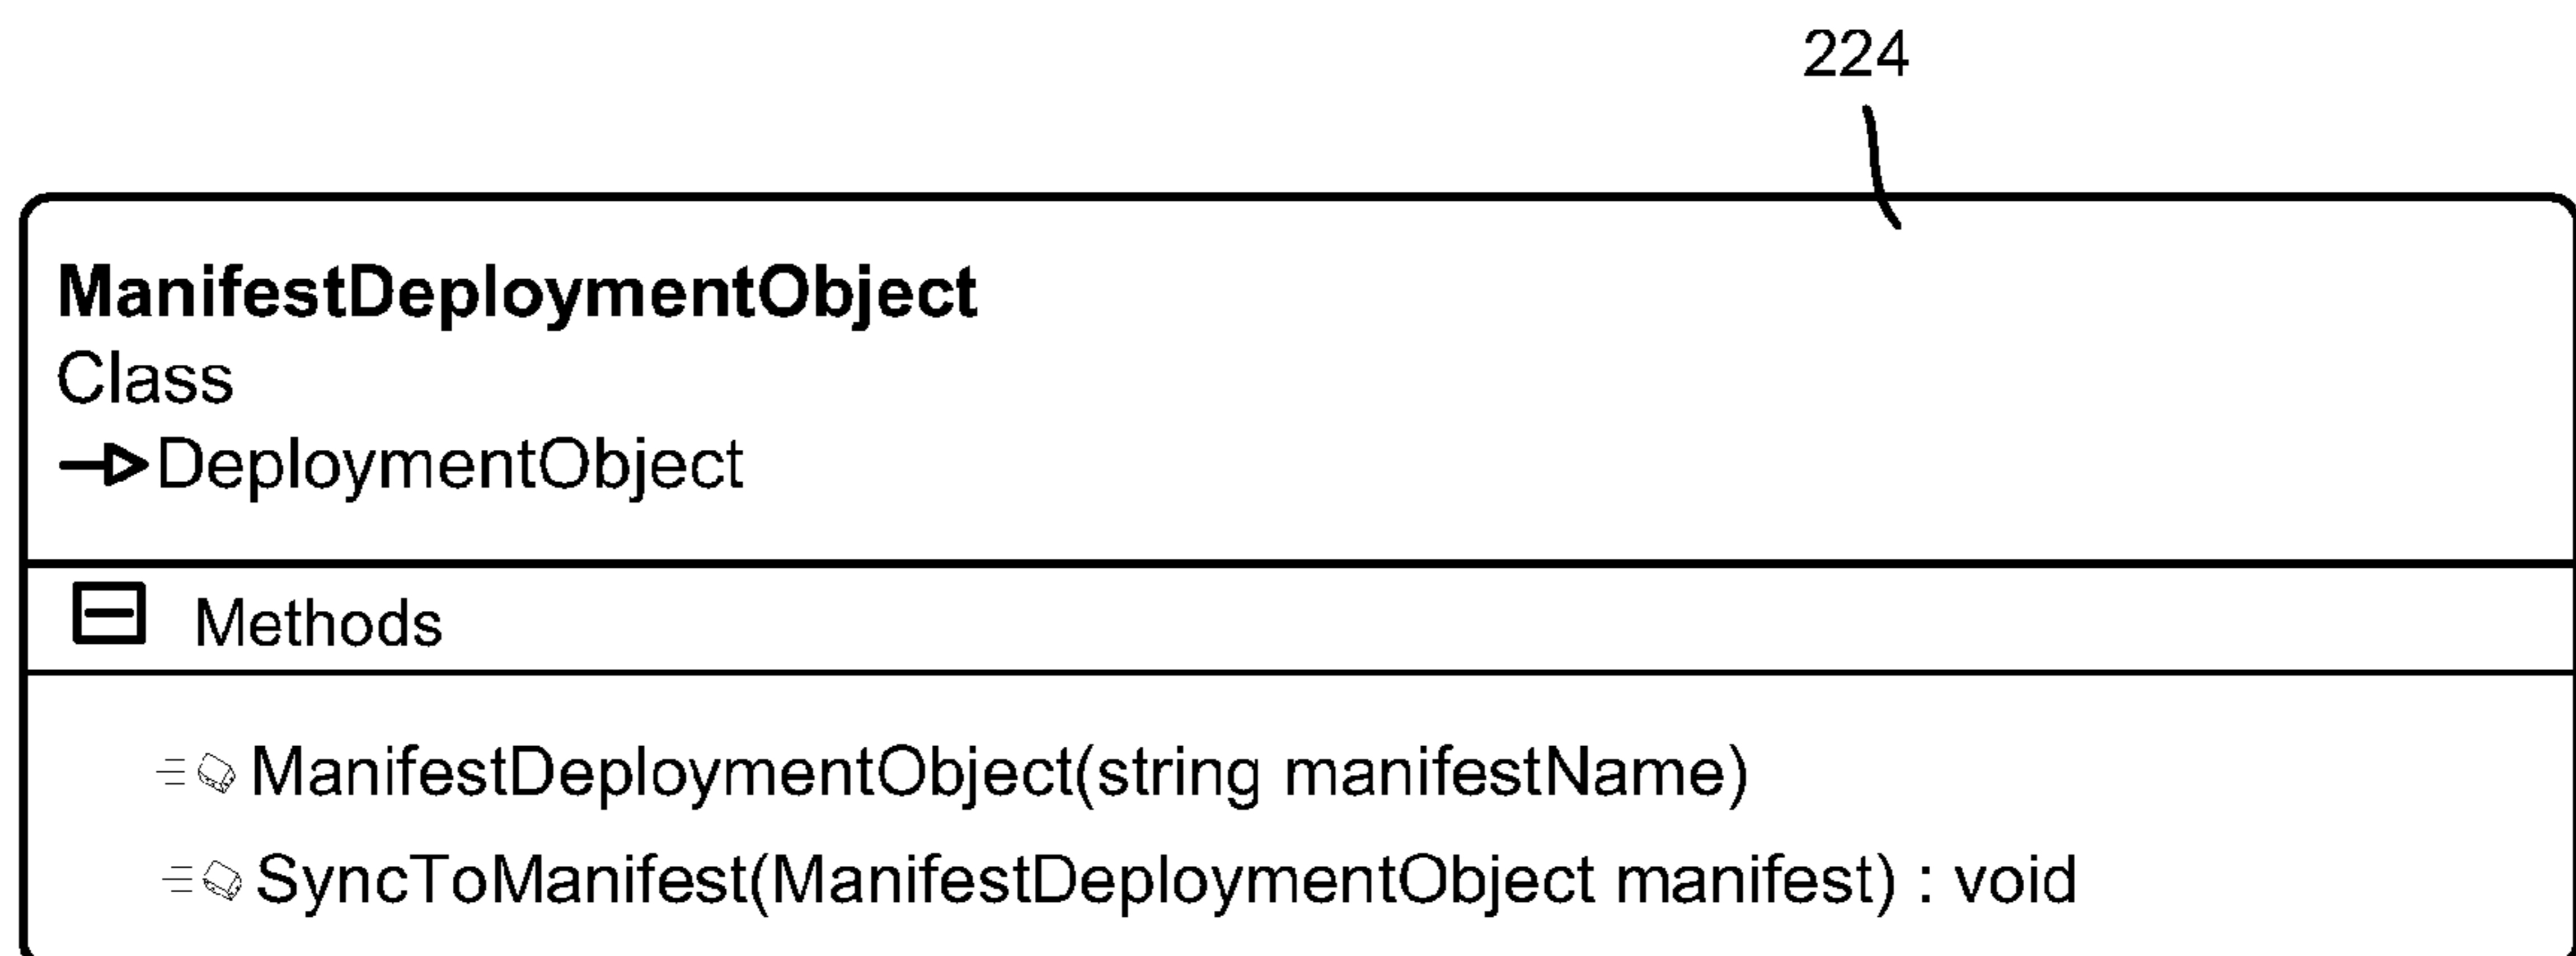 224
ManifestDeploymentObject
Class
DeploymentObject
Methods
ManifestDeploymentObject(string manifestName)
SyncToManifest(ManifestDeploymentObject manifest) : void